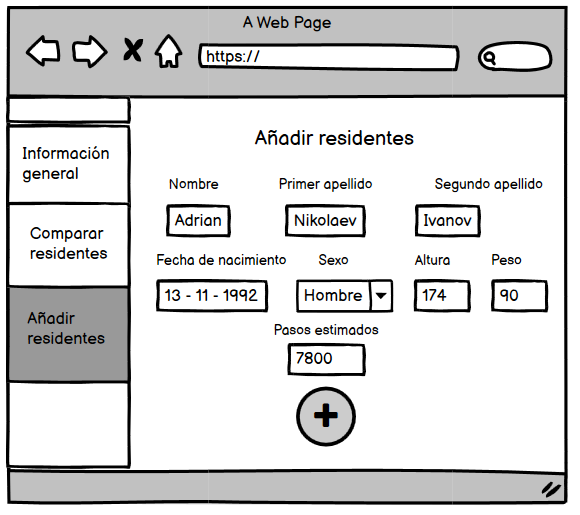 A Web Page
https://
Información
general
Comparar
residentes
Añadir
residentes
Añadir residentes
Nombre Primer apellido Segundo apellido
Adrian Nikolaev Ivanov
Fecha de nacimiento Sexo Altura Peso
13 - 11 - 1992 Hombre 174 90
Pasos estimados
7800